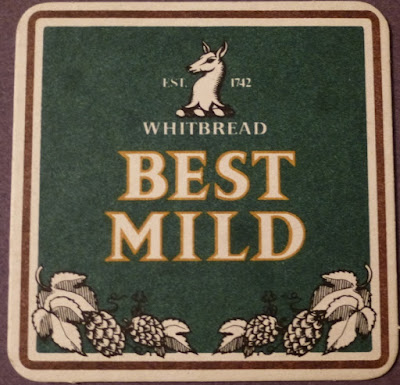 EST. 1742
WHITBREAD
BEST
MILD